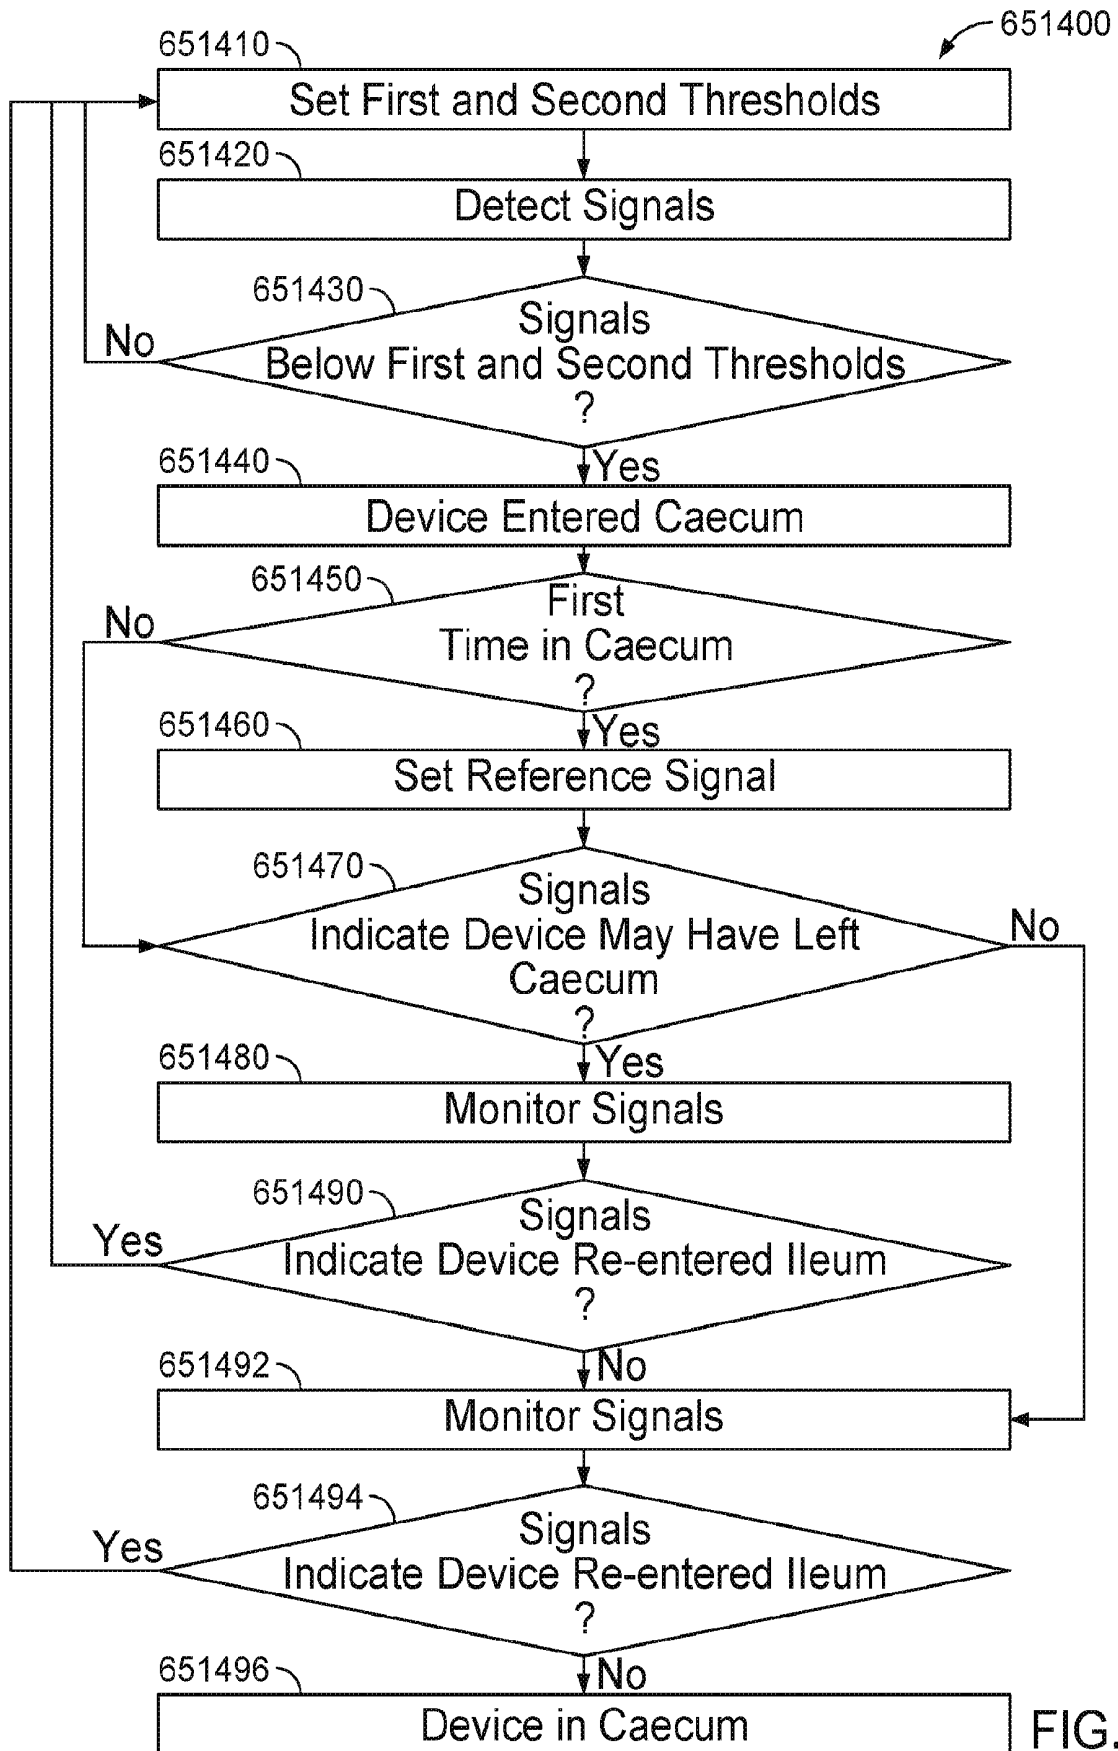 651400
651410
Set First and Second Thresholds
651420
Detect Signals
651430
Signals
Below First and Second Thresholds
?
No
Yes
651440
Device Entered Caecum
651450
First
Time in Caecum
?
No
Yes
651460
Set Reference Signal
651470
Signals
Indicate Device May Have Left
Caecum
?
No
Yes
651480
Monitor Signals
651490
Signals
Indicate Device Re-entered Ileum
?
Yes
No
651492
Monitor Signals
651494
Signals
Indicate Device Re-entered Ileum
?
Yes
No
651496
Device in Caecum
FIG.